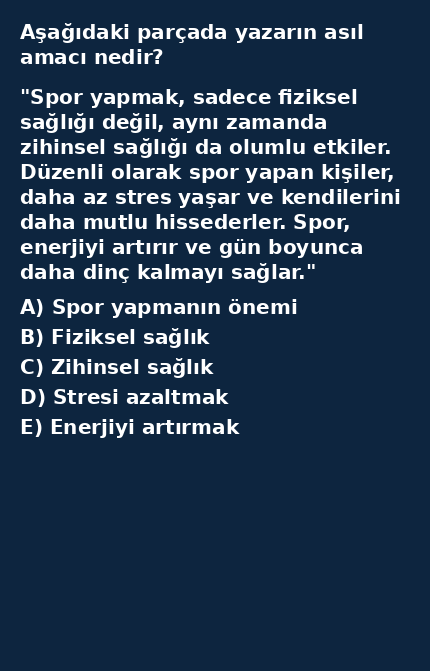 Aşağıdaki parçada yazarın asıl
amacı nedir?
"Spor yapmak, sadece fiziksel
sağlığı değil, aynı zamanda
zihinsel sağlığı da olumlu etkiler.
Düzenli olarak spor yapan kişiler,
daha az stres yaşar ve kendilerini
daha mutlu hissederler. Spor,
enerjiyi artırır ve gün boyunca
daha dinç kalmayı sağlar."
A) Spor yapmanın önemi
B) Fiziksel sağlık
C) Zihinsel sağlık
D) Stresi azaltmak
E) Enerjiyi artırmak